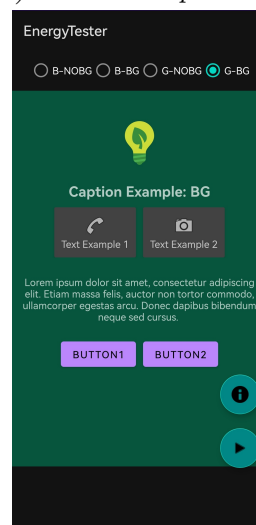 EnergyTester
B-NOBG B-BG G-NOBG G-BG
Caption Example: BG
Text Example 1 Text Example 2
Lorem ipsum dolor sit amet, consectetur adipiscing
elit. Etiam massa felis, auctor non tortor commodo,
ullamcorper egestas arcu. Donec dapibus bibendum
neque sed cursus.
BUTTON1 BUTTON2